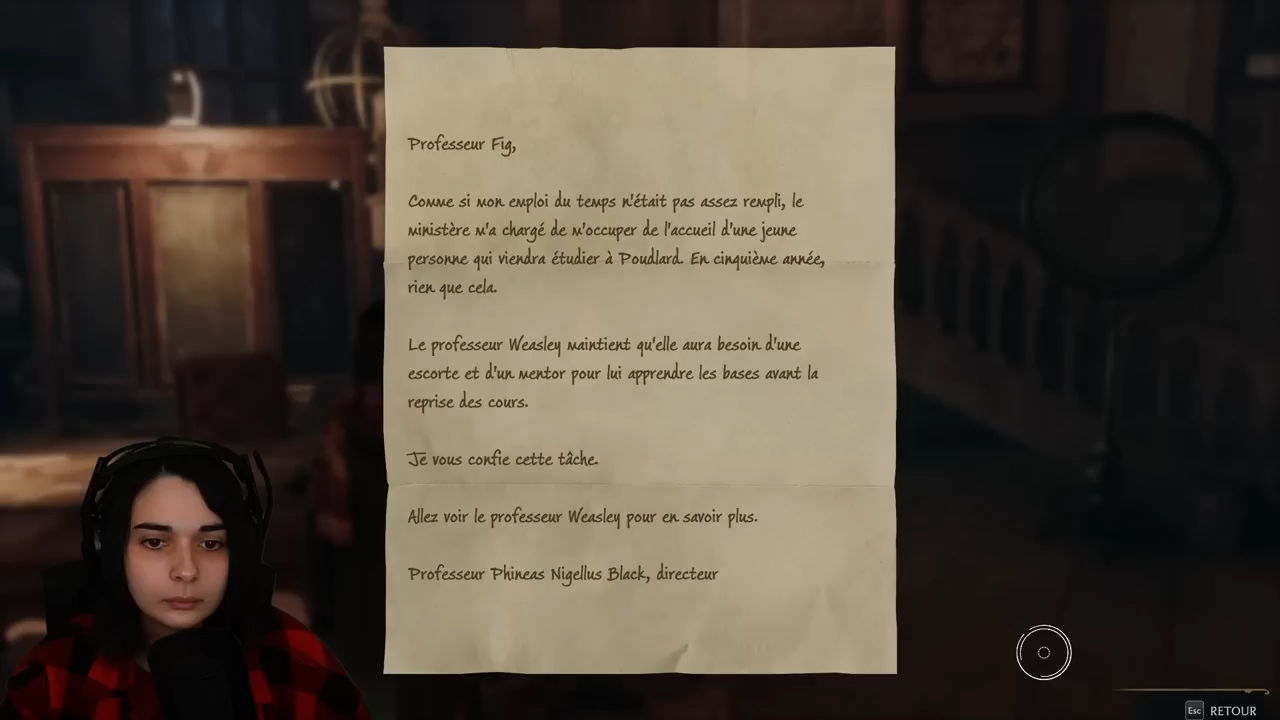 Professeur Fig,
Comme si mon emploi du temps n'était pas assez rempli, le
ministère m'a chargé de m'occuper de l'accueil d'une jeune
personne qui viendra étudier à Poudlard. En cinquième année,
rien que cela.
Le professeur Weasley maintient qu'elle aura besoin d'une
escorte et d'un mentor pour lui apprendre les bases avant la
reprise des cours.
Je vous confie cette tâche.
Allez voir le professeur Weasley pour en savoir plus.
Professeur Phineas Nigellus Black, directeur
Esc RETOUR